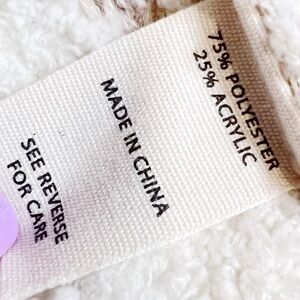 75% POLYESTER
25% ACRYLIC
MADE IN CHINA
SEE REVERSE
FOR CARE